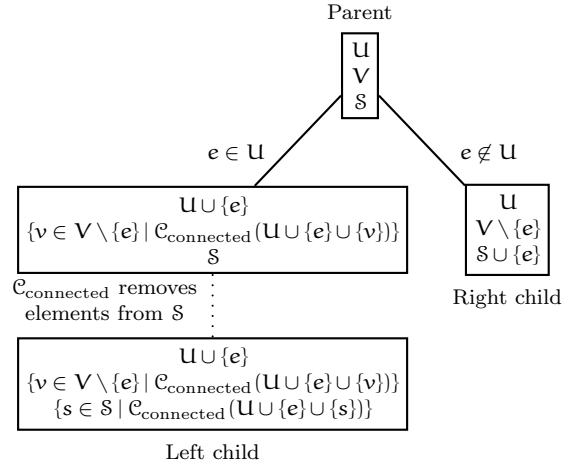 Parent
U
V
S
e ∈ U
e ∉ U
U ∪ {e}
{v ∈ V \ {e} | C_connected(U ∪ {e} ∪ {v})}
S
U
V \ {e}
S ∪ {e}
C_connected removes
elements from S
Right child
U ∪ {e}
{v ∈ V \ {e} | C_connected(U ∪ {e} ∪ {v})}
{s ∈ S | C_connected(U ∪ {e} ∪ {s})}
Left child